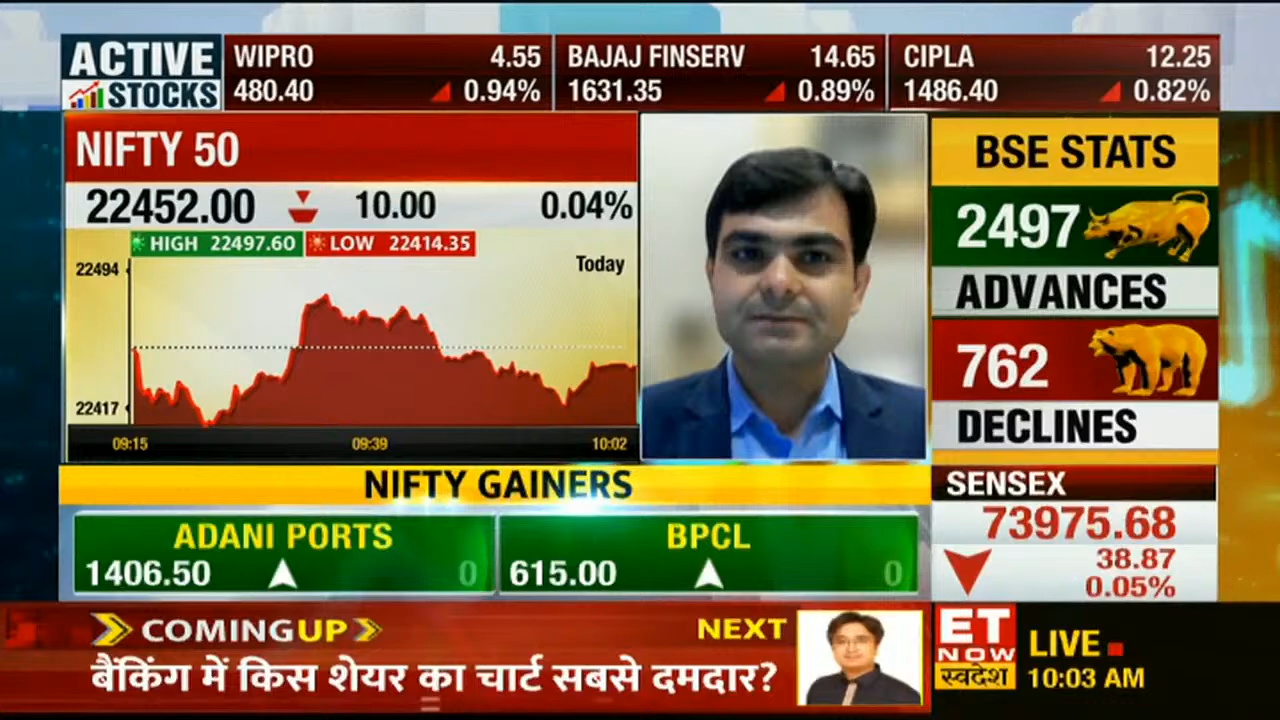 ACTIVE
STOCKS
WIPRO 4.55
480.40 0.94%
BAJAJ FINSERV 14.65
1631.35 0.89%
CIPLA 12.25
1486.40 0.82%
NIFTY 50
22452.00 10.00 0.04%
HIGH 22497.60 LOW 22414.35
22494
Today
22417
09:15 09:39 10:02
BSE STATS
2497
ADVANCES
762
DECLINES
NIFTY GAINERS
ADANI PORTS
1406.50 0
BPCL
615.00 0
SENSEX
73975.68
38.87
0.05%
COMING UP
NEXT
बैंकिंग में किस शेयर का चार्ट सबसे दमदार?
ET
NOW
स्वदेश
LIVE
10:03 AM